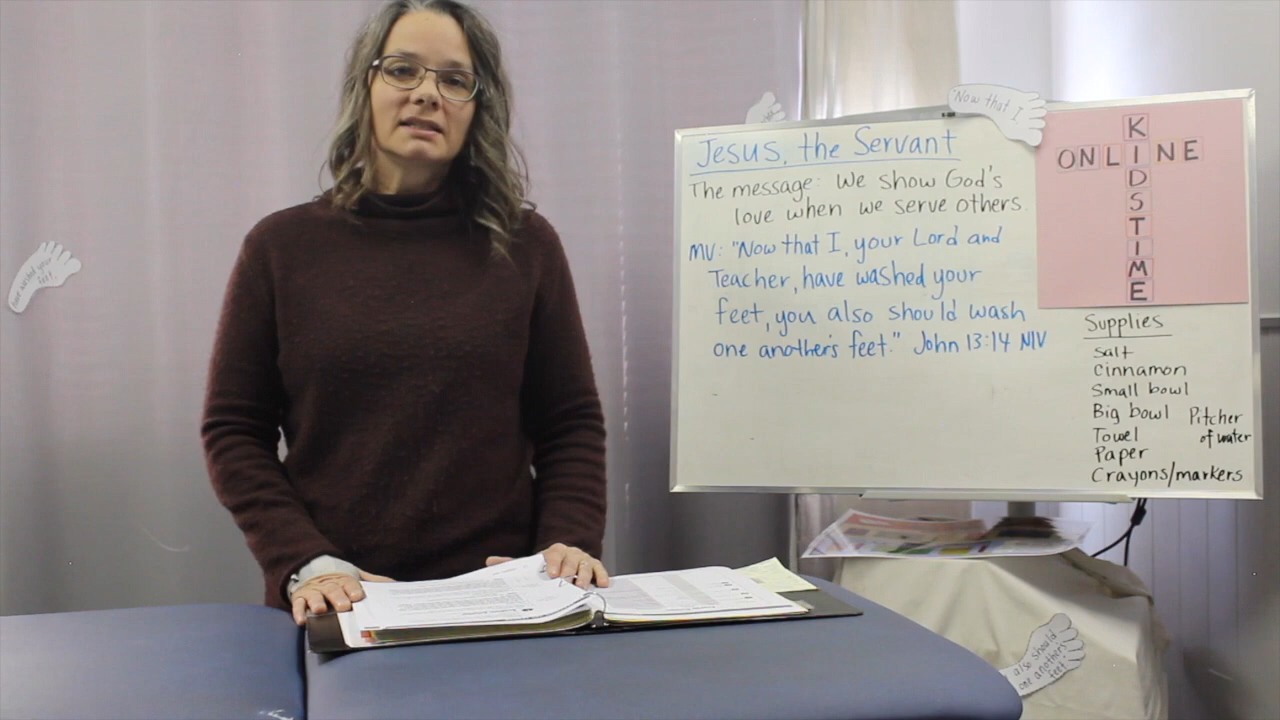 Jesus, the Servant
The message: We show God's
love when we serve others.
MV: "Now that I, your Lord and
Teacher, have washed your
feet, you also should wash
one another's feet." John 13:14 NIV
"Now that I
ONLINE
KIDSTIME
Supplies
Salt
Cinnamon
Small bowl
Big bowl
Pitcher
of water
Towel
Paper
Crayons/markers
washed your
feet
also should
one another's
feet"